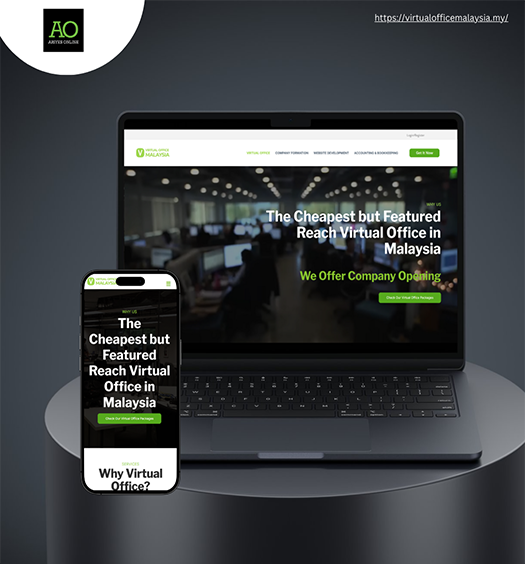 AO
ABIYES ONLINE
https://virtualofficemalaysia.my/
Login/Register
VIRTUAL OFFICE
MALAYSIA
VIRTUAL OFFICE COMPANY FORMATION WEBSITE DEVELOPMENT ACCOUNTING & BOOKKEEPING Get It Now
WHY US
The Cheapest but Featured
Reach Virtual Office in
Malaysia
We Offer Company Opening
Check Our Virtual Office Packages
VIRTUAL OFFICE
MALAYSIA
WHY US
The
Cheapest but
Featured
Reach Virtual
Office in
Malaysia
Check Our Virtual Office Packages
SERVICES
Why Virtual
Office?